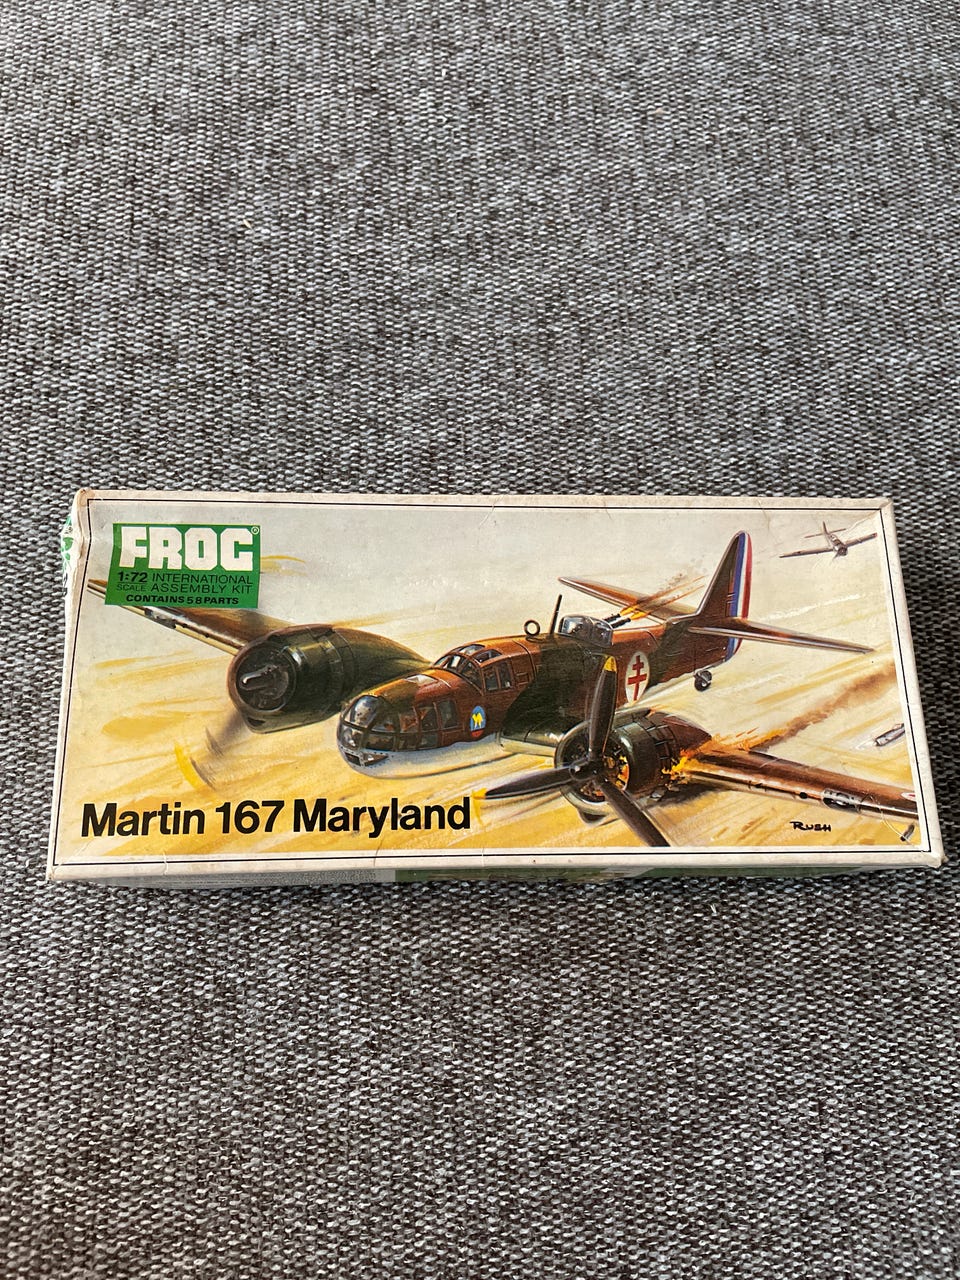 FROG®
1:72 INTERNATIONAL
SCALE ASSEMBLY KIT
CONTAINS 58 PARTS
Martin 167 Maryland
RUSH